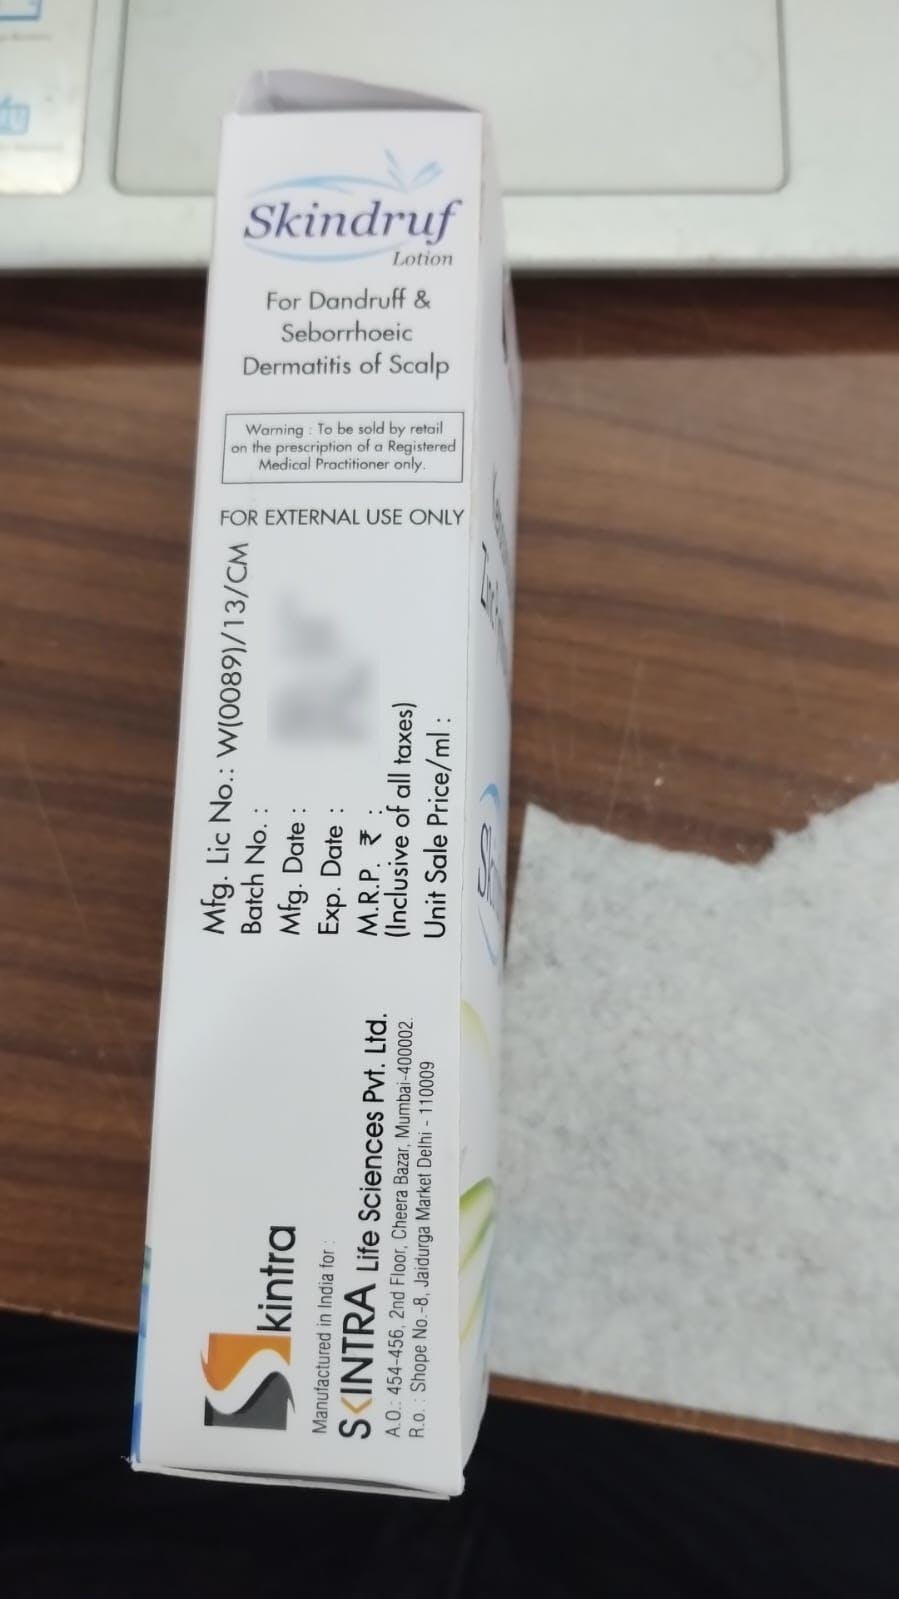 Skindruf
Lotion
For Dandruff &
Seborrhoeic
Dermatitis of Scalp
Warning : To be sold by retail
on the prescription of a Registered
Medical Practitioner only.
FOR EXTERNAL USE ONLY
Mfg. Lic No.: W(0089)/13/CM
Batch No. :
Mfg. Date :
Exp. Date :
M.R.P. ₹ :
(Inclusive of all taxes)
Unit Sale Price/ml :
Skintra
Manufactured in India for :
SKINTRA Life Sciences Pvt. Ltd.
A.O.: 454-456, 2nd Floor, Cheera Bazar, Mumbai-400002.
R.o. : Shope No.-8, Jaidurga Market Delhi - 110009